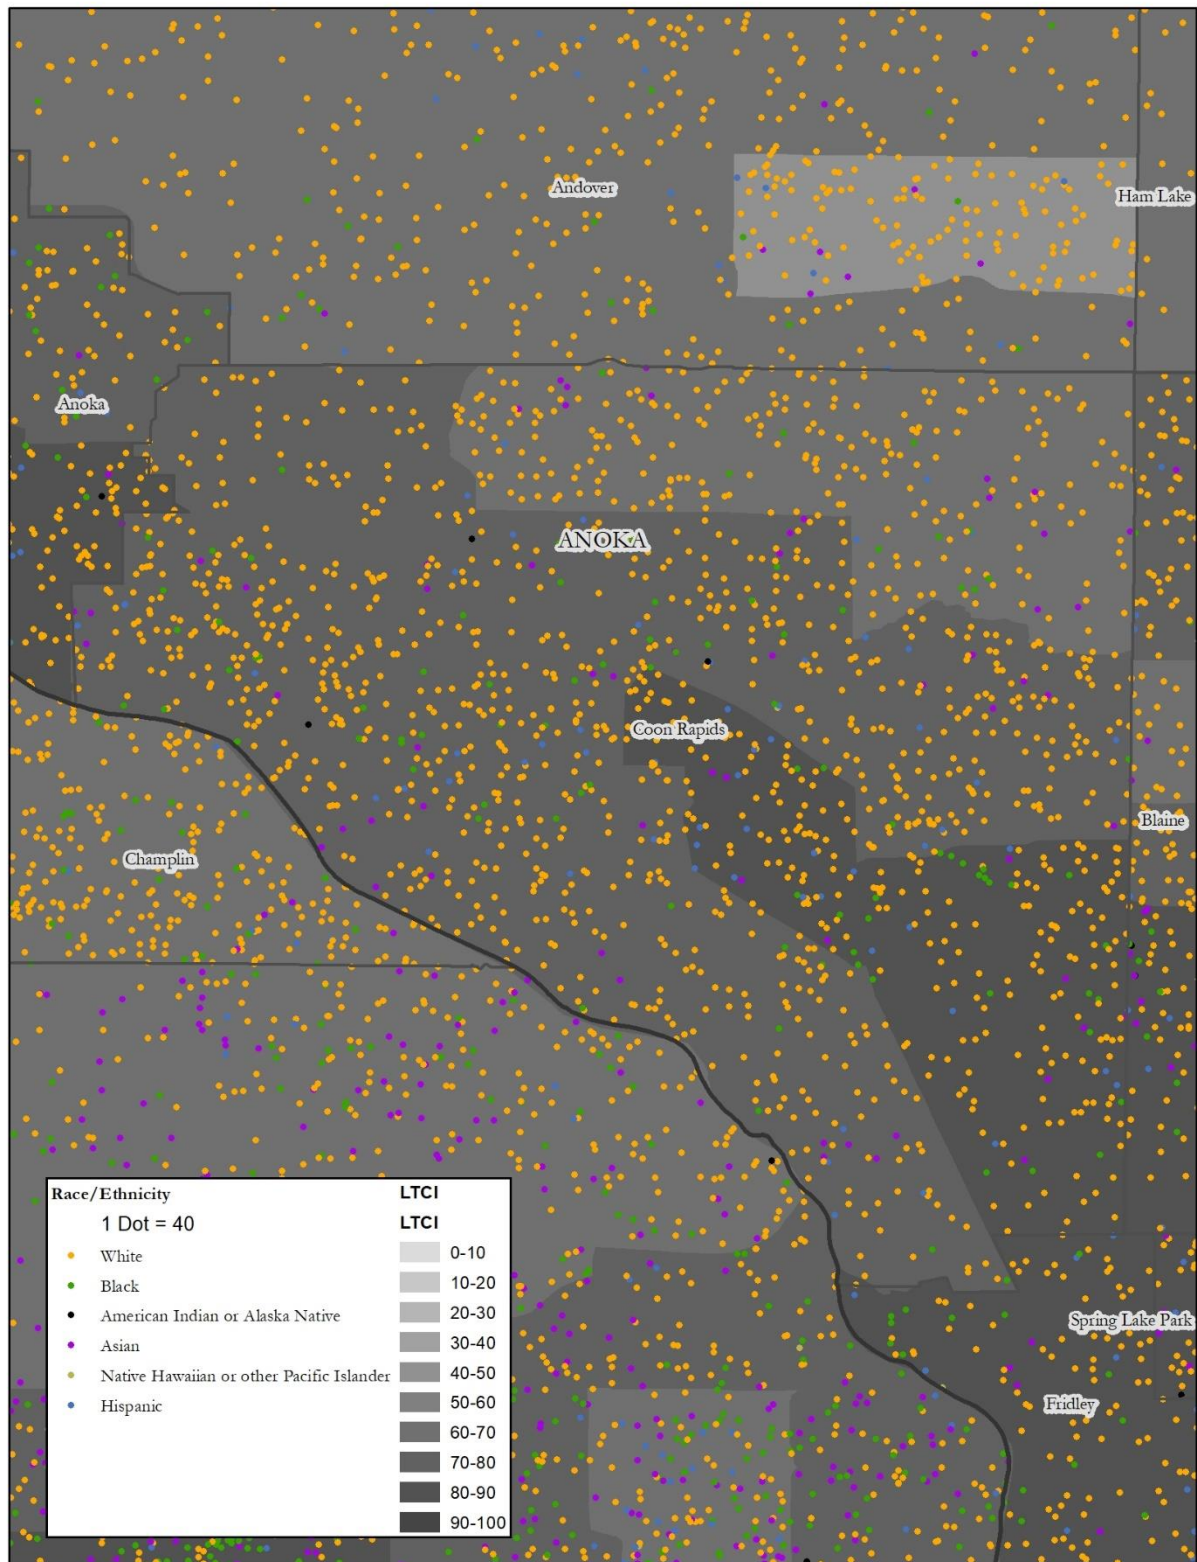 Andover
Ham Lake
Anoka
ANOKA
Coon Rapids
Blaine
Champlin
Spring Lake Park
Fridley
Race/Ethnicity
1 Dot = 40
White
Black
American Indian or Alaska Native
Asian
Native Hawaiian or other Pacific Islander
Hispanic
LTCI
LTCI
0-10
10-20
20-30
30-40
40-50
50-60
60-70
70-80
80-90
90-100